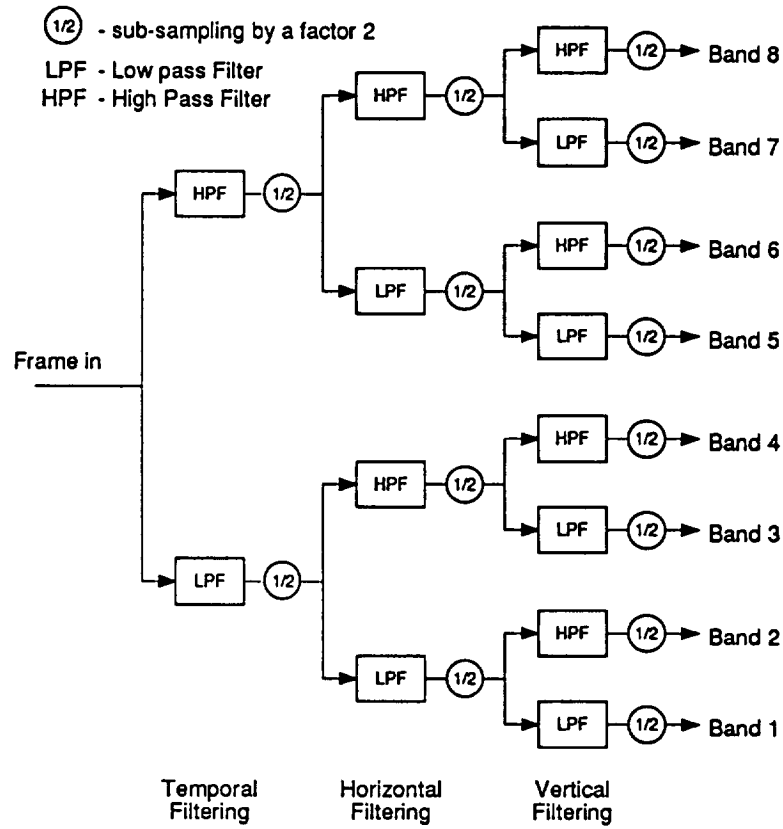 1/2 - sub-sampling by a factor 2
LPF - Low pass Filter
HPF - High Pass Filter
HPF 1/2 Band 8
HPF 1/2
LPF 1/2 Band 7
HPF 1/2
HPF 1/2 Band 6
LPF 1/2
LPF 1/2 Band 5
Frame in
HPF 1/2 Band 4
HPF 1/2
LPF 1/2 Band 3
LPF 1/2
HPF 1/2 Band 2
LPF 1/2
LPF 1/2 Band 1
Temporal Horizontal Vertical
Filtering Filtering Filtering